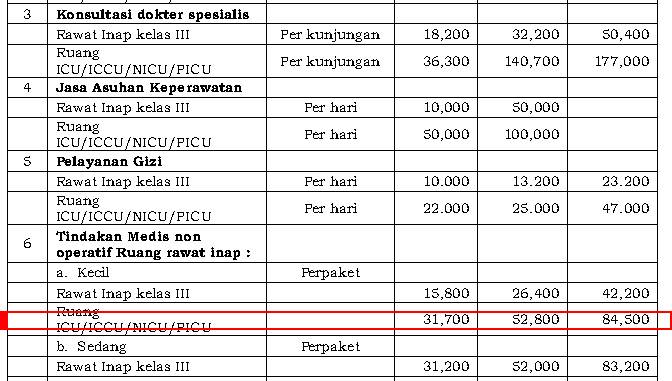 3 Konsultasi dokter spesialis
Rawat Inap kelas III Per kunjungan 18,200 32,200 50,400
Ruang
ICU/ICCU/NICU/PICU Per kunjungan 36,300 140,700 177,000
4 Jasa Asuhan Keperawatan
Rawat Inap kelas III Per hari 10,000 50,000
Ruang
ICU/ICCU/NICU/PICU Per hari 50,000 100,000
5 Pelayanan Gizi
Rawat Inap kelas III Per hari 10.000 13.200 23.200
Ruang
ICU/ICCU/NICU/PICU Per hari 22.000 25.000 47.000
6 Tindakan Medis non
operatif Ruang rawat inap :
a. Kecil Perpaket
Rawat Inap kelas III 15,800 26,400 42,200
Ruang
ICU/ICCU/NICU/PICU 31,700 52,800 84,500
b. Sedang Perpaket
Rawat Inap kelas III 31,200 52,000 83,200